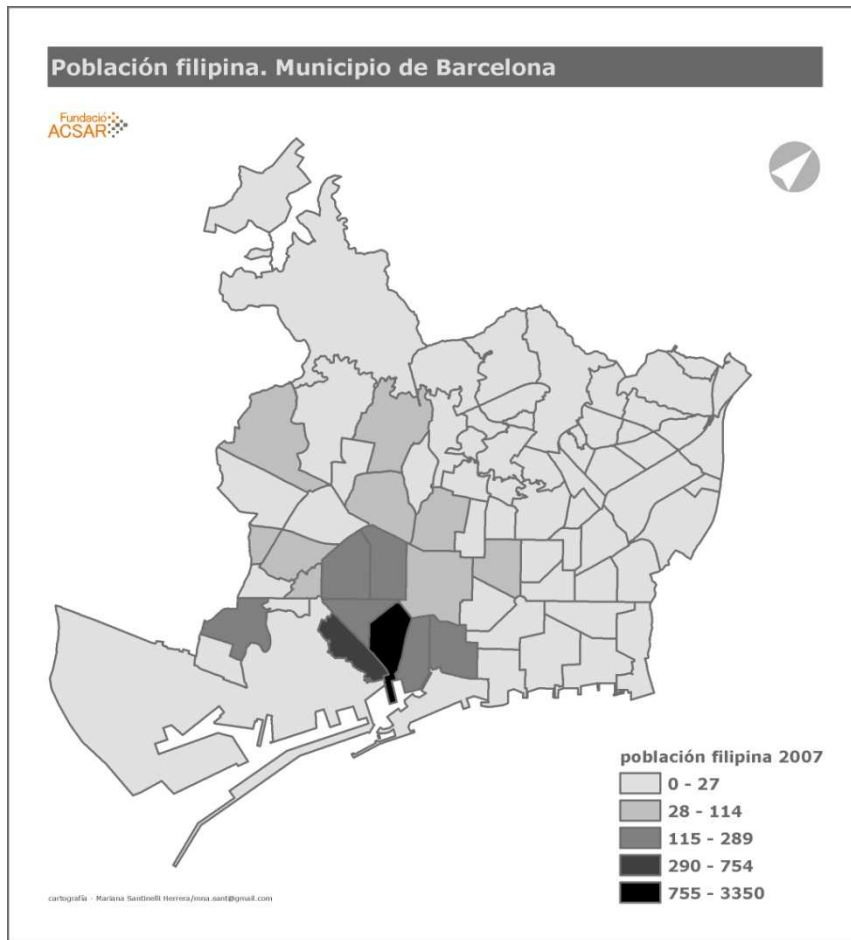 Población filipina. Municipio de Barcelona
Fundació
ACSAR
población filipina 2007
0 - 27
28 - 114
115 - 289
290 - 754
755 - 3350
cartografía - Mariana Santinelli Herrera/mna.sant@gmail.com